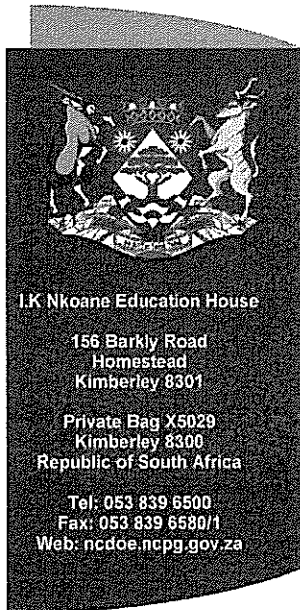 I.K Nkoane Education House
156 Barkly Road
Homestead
Kimberley 8301
Private Bag X5029
Kimberley 8300
Republic of South Africa
Tel: 053 839 6500
Fax: 053 839 6580/1
Web: ncdoe.ncpg.gov.za